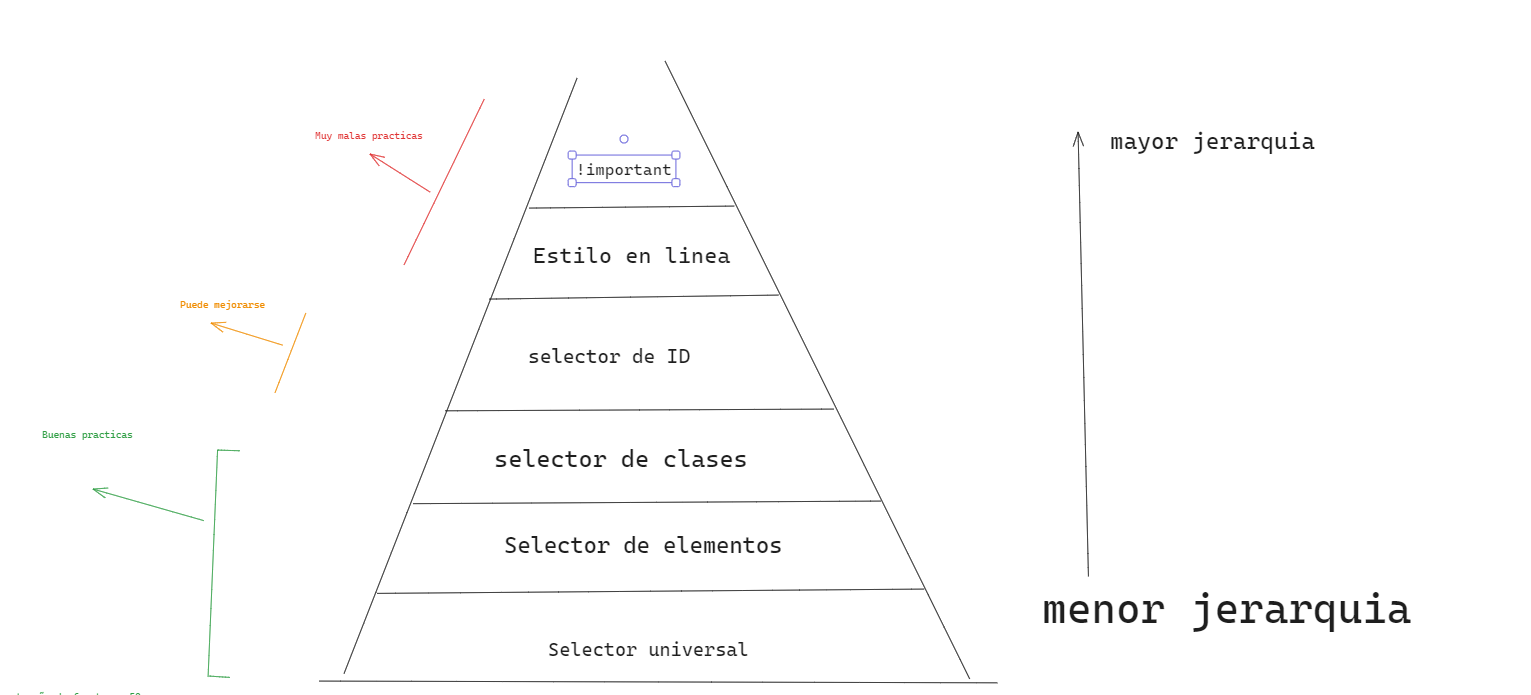 Muy malas practicas
mayor jerarquia
!important
Estilo en linea
Puede mejorarse
selector de ID
Buenas practicas
selector de clases
Selector de elementos
menor jerarquia
Selector universal